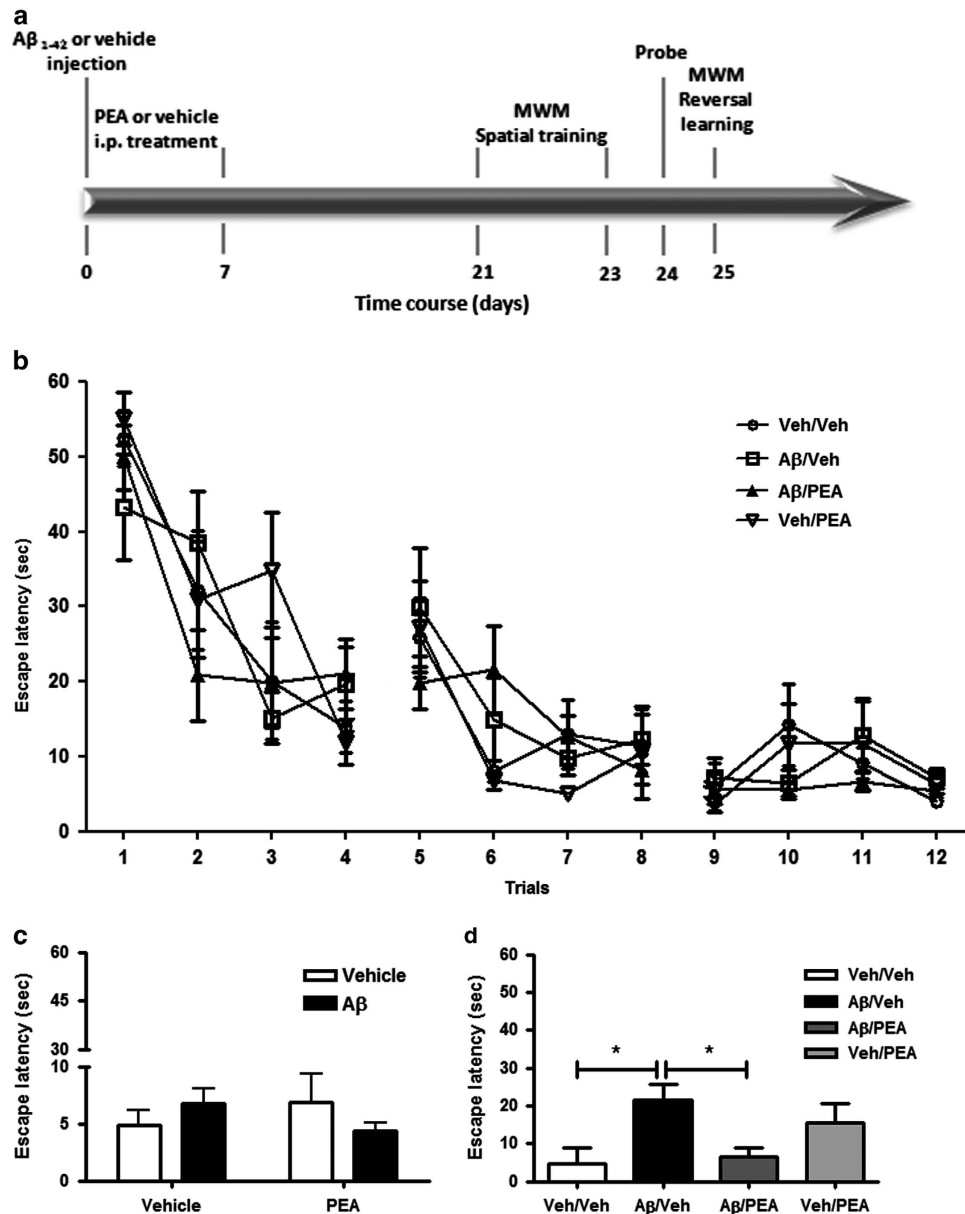 a
Aβ 1-42 or vehicle
injection
PEA or vehicle
i.p. treatment
MWM
Spatial training
Probe
MWM
Reversal
learning
0
7
21
23
24
25
Time course (days)
b
60
50
40
30
20
10
0
Escape latency (sec)
Veh/Veh
Aβ/Veh
Aβ/PEA
Veh/PEA
1 2 3 4 5 6 7 8 9 10 11 12
Trials
c
60
45
30
10
5
0
Escape latency (sec)
Vehicle
Aβ
Vehicle PEA
d
60
50
40
30
20
10
0
Escape latency (sec)
Veh/Veh
Aβ/Veh
Aβ/PEA
Veh/PEA
* *
Veh/Veh Aβ/Veh Aβ/PEA Veh/PEA